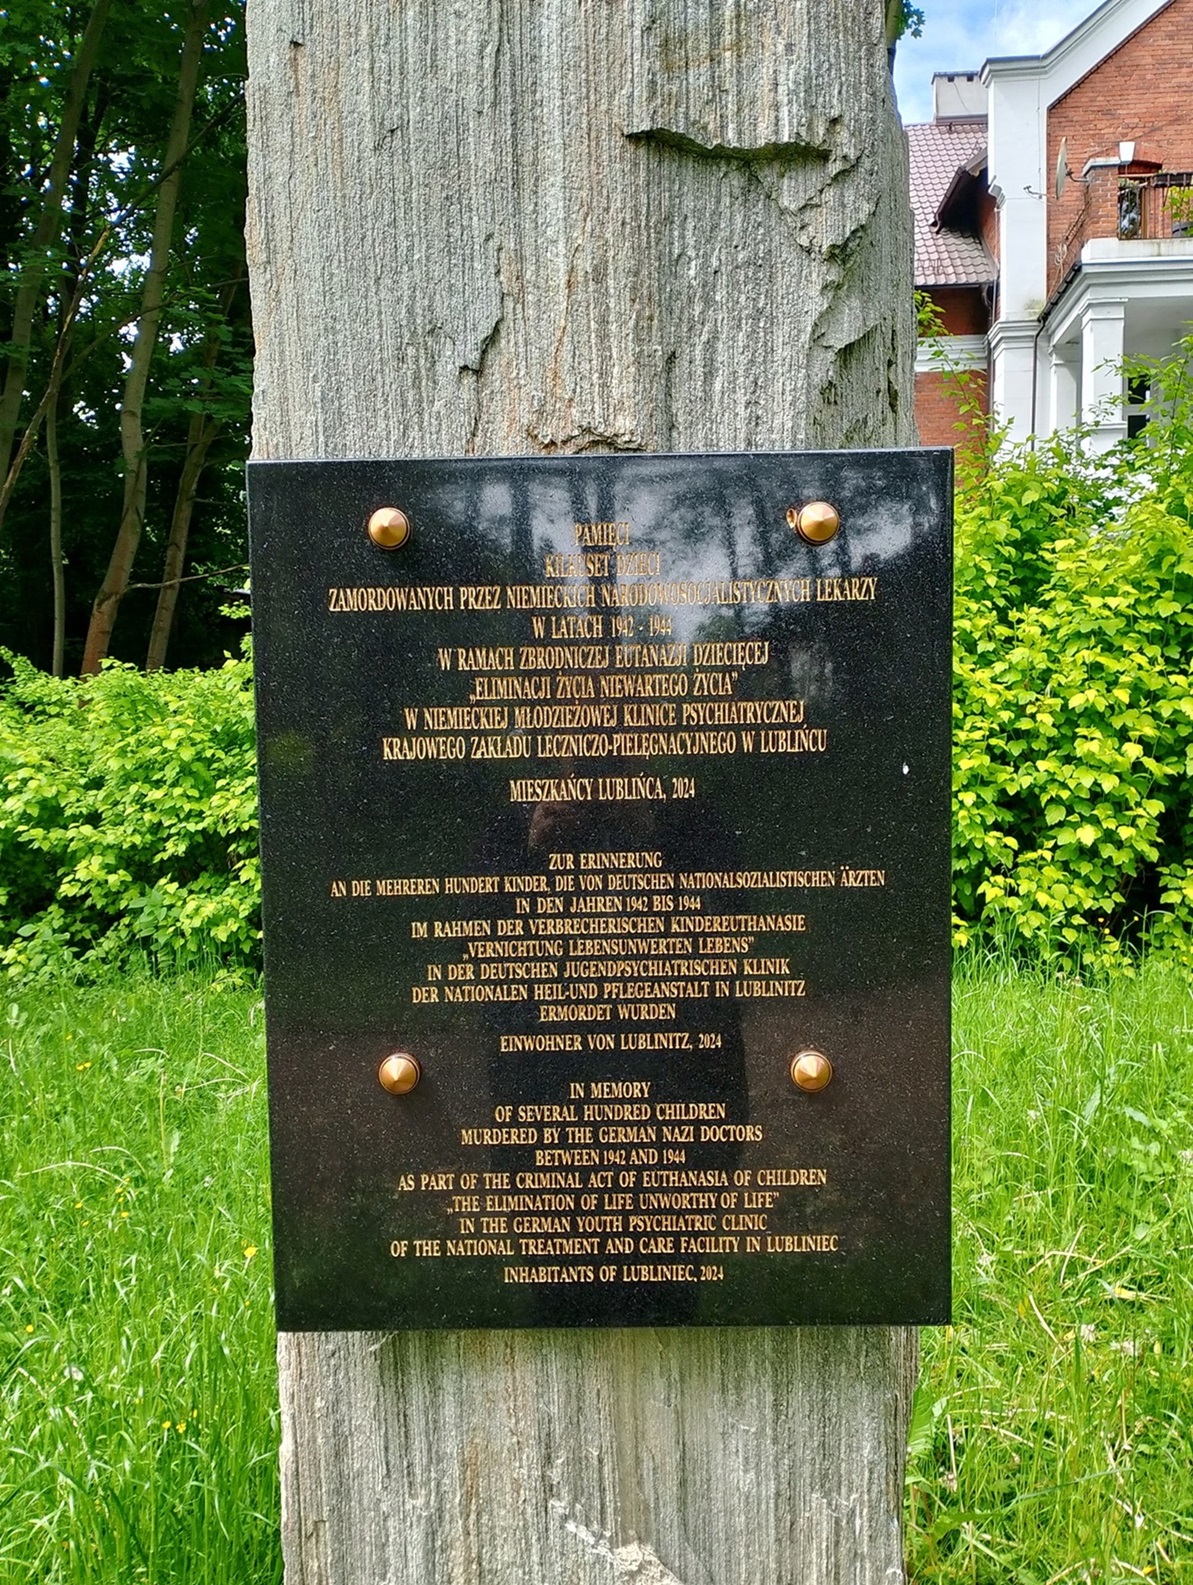 PAMIĘCI
KILKUSET DZIECI
ZAMORDOWANYCH PRZEZ NIEMIECKICH NARODOWOSOCJALISTYCZNYCH LEKARZY
W LATACH 1942 - 1944
W RAMACH ZBRODNICZEJ EUTANAZJI DZIECIĘCEJ
„ELIMINACJI ŻYCIA NIEWARTEGO ŻYCIA”
W NIEMIECKIEJ MŁODZIEŻOWEJ KLINICE PSYCHIATRYCZNEJ
KRAJOWEGO ZAKŁADU LECZNICZO-PIELĘGNACYJNEGO W LUBLIŃCU
MIESZKAŃCY LUBLIŃCA, 2024
ZUR ERINNERUNG
AN DIE MEHREREN HUNDERT KINDER, DIE VON DEUTSCHEN NATIONALSOZIALISTISCHEN ÄRZTEN
IN DEN JAHREN 1942 BIS 1944
IM RAHMEN DER VERBRECHERISCHEN KINDEREUTHANASIE
„VERNICHTUNG LEBENSUNWERTEN LEBENS”
IN DER DEUTSCHEN JUGENDPSYCHIATRISCHEN KLINIK
DER NATIONALEN HEIL-UND PFLEGEANSTALT IN LUBLINITZ
ERMORDET WURDEN
EINWOHNER VON LUBLINITZ, 2024
IN MEMORY
OF SEVERAL HUNDRED CHILDREN
MURDERED BY THE GERMAN NAZI DOCTORS
BETWEEN 1942 AND 1944
AS PART OF THE CRIMINAL ACT OF EUTHANASIA OF CHILDREN
„THE ELIMINATION OF LIFE UNWORTHY OF LIFE”
IN THE GERMAN YOUTH PSYCHIATRIC CLINIC
OF THE NATIONAL TREATMENT AND CARE FACILITY IN LUBLINIEC
INHABITANTS OF LUBLINIEC, 2024